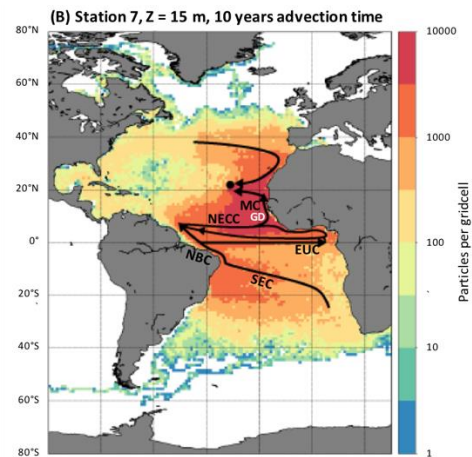 (B) Station 7, Z = 15 m, 10 years advection time
80°N
60°N
40°N
20°N
0°
20°S
40°S
60°S
80°S
MC
GD
NECC
EUC
NBC
SEC
10000
1000
100
10
1
Particles per gridcell